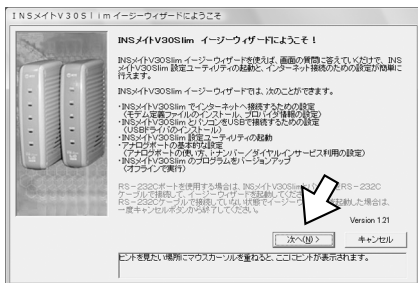 INSメイトV30Slimイージーウィザードにようこそ
INSメイトV30Slim イージーウィザードにようこそ！
INSメイトV30Slim イージーウィザードを使えば、画面の質問に答えていくだけで、INS
メイトV30Slim 設定ユーティリティの起動と、インターネット接続のための設定が簡単に
行えます。
INSメイトV30Slim イージーウィザードでは、次のことができます。
・INSメイトV30Slim でインターネットへ接続するための設定
（モデム定義ファイルのインストール、プロバイダ情報の設定）
・INSメイトV30Slim とパソコンをUSBで接続するための設定
（USBドライバのインストール）
・INSメイトV30Slim 設定ユーティリティの起動
・アナログポートの基本的な設定
（アナログポートの使い方、i・ナンバー／ダイヤルインサービス利用の設定）
・INSメイトV30Slim のプログラムをバージョンアップ
（オフラインで実行）
RS－232Cポートを使用する場合は、INSメイトV30Slim RS－232C
ケーブルで接続して、イージーウィザードを起動してくださ
RS－232Cケーブルで接続していない状態でイージーウ を起動した場合は、
一度キャンセルボタンから終了してください。
Version 1.21
次へ(N) >
キャンセル
ヒントを見たい場所にマウスカーソルを重ねると、ここにヒントが表示されます。